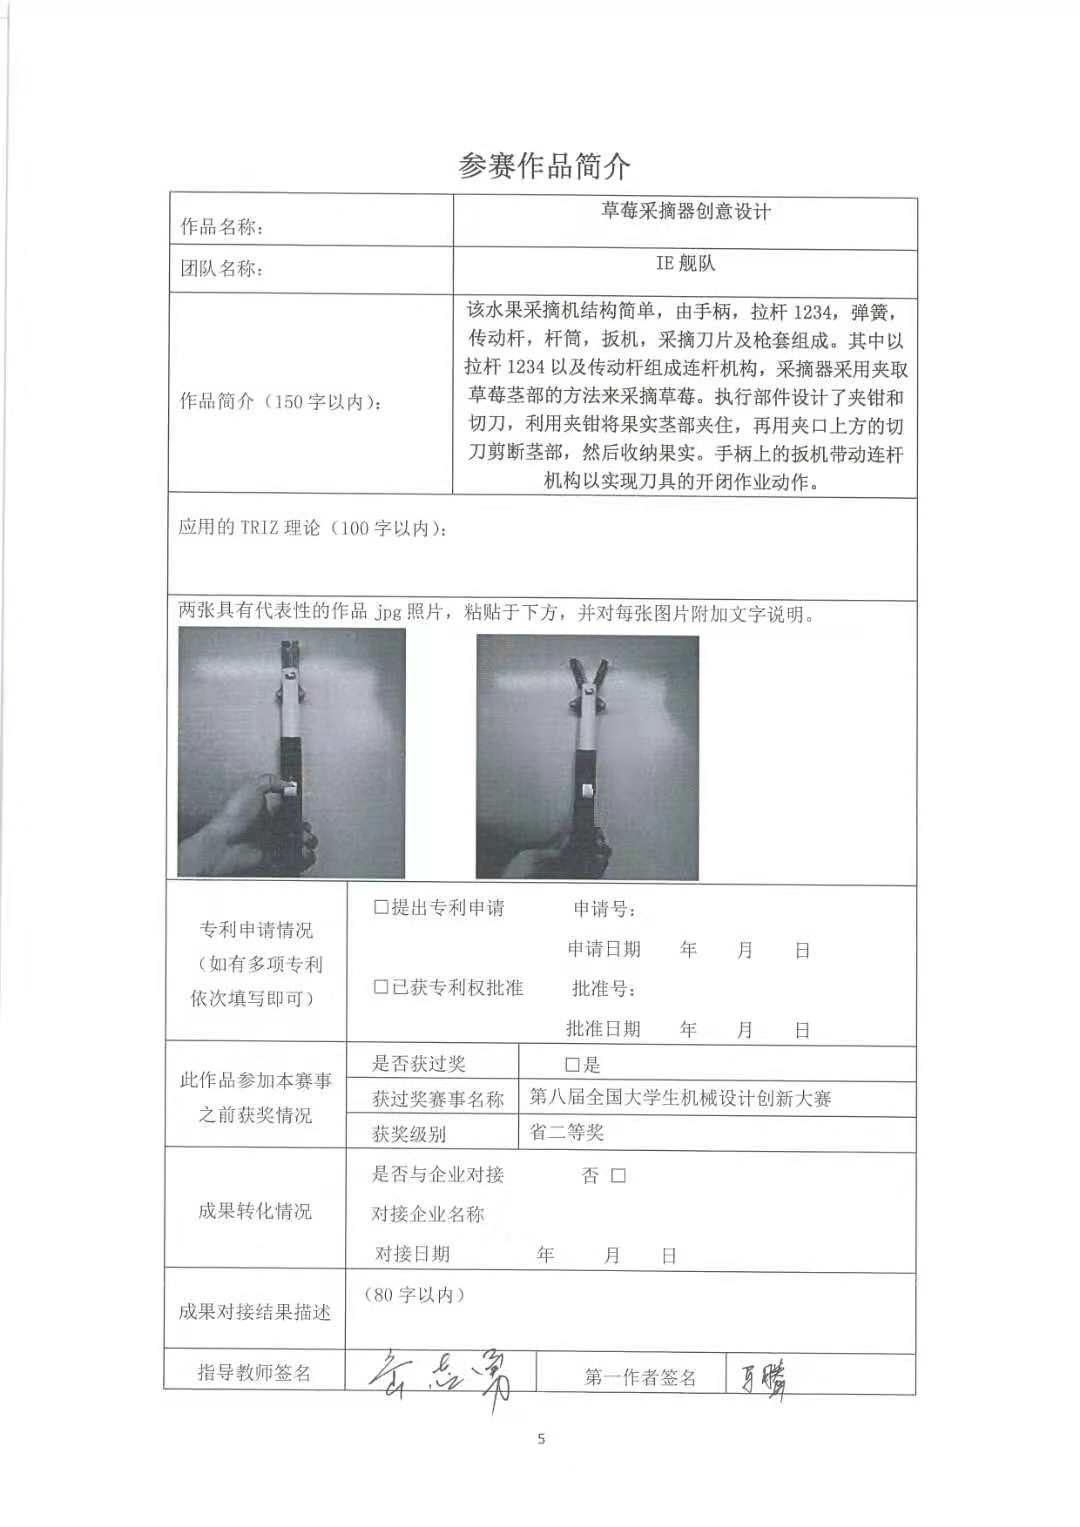 参赛作品简介
作品名称：
草莓采摘器创意设计
团队名称：
IE 舰队
作品简介（150 字以内）：
该水果采摘机结构简单，由手柄，拉杆 1234，弹簧，
传动杆，杆筒，扳机，采摘刀片及枪套组成。其中以
拉杆 1234 以及传动杆组成连杆机构，采摘器采用夹取
草莓茎部的方法来采摘草莓。执行部件设计了夹钳和
切刀，利用夹钳将果实茎部夹住，再用夹口上方的切
刀剪断茎部，然后收纳果实。手柄上的扳机带动连杆
机构以实现刀具的开闭作业动作。
应用的 TRIZ 理论（100 字以内）：
两张具有代表性的作品 jpg 照片，粘贴于下方，并对每张图片附加文字说明。
专利申请情况
（如有多项专利
依次填写即可）
□提出专利申请 申请号：
申请日期 年 月 日
□已获专利权批准 批准号：
批准日期 年 月 日
此作品参加本赛事
之前获奖情况
是否获过奖 □是
获过奖赛事名称 第八届全国大学生机械设计创新大赛
获奖级别 省二等奖
成果转化情况
是否与企业对接 否 □
对接企业名称
对接日期 年 月 日
成果对接结果描述
（80 字以内）
指导教师签名 第一作者签名
5